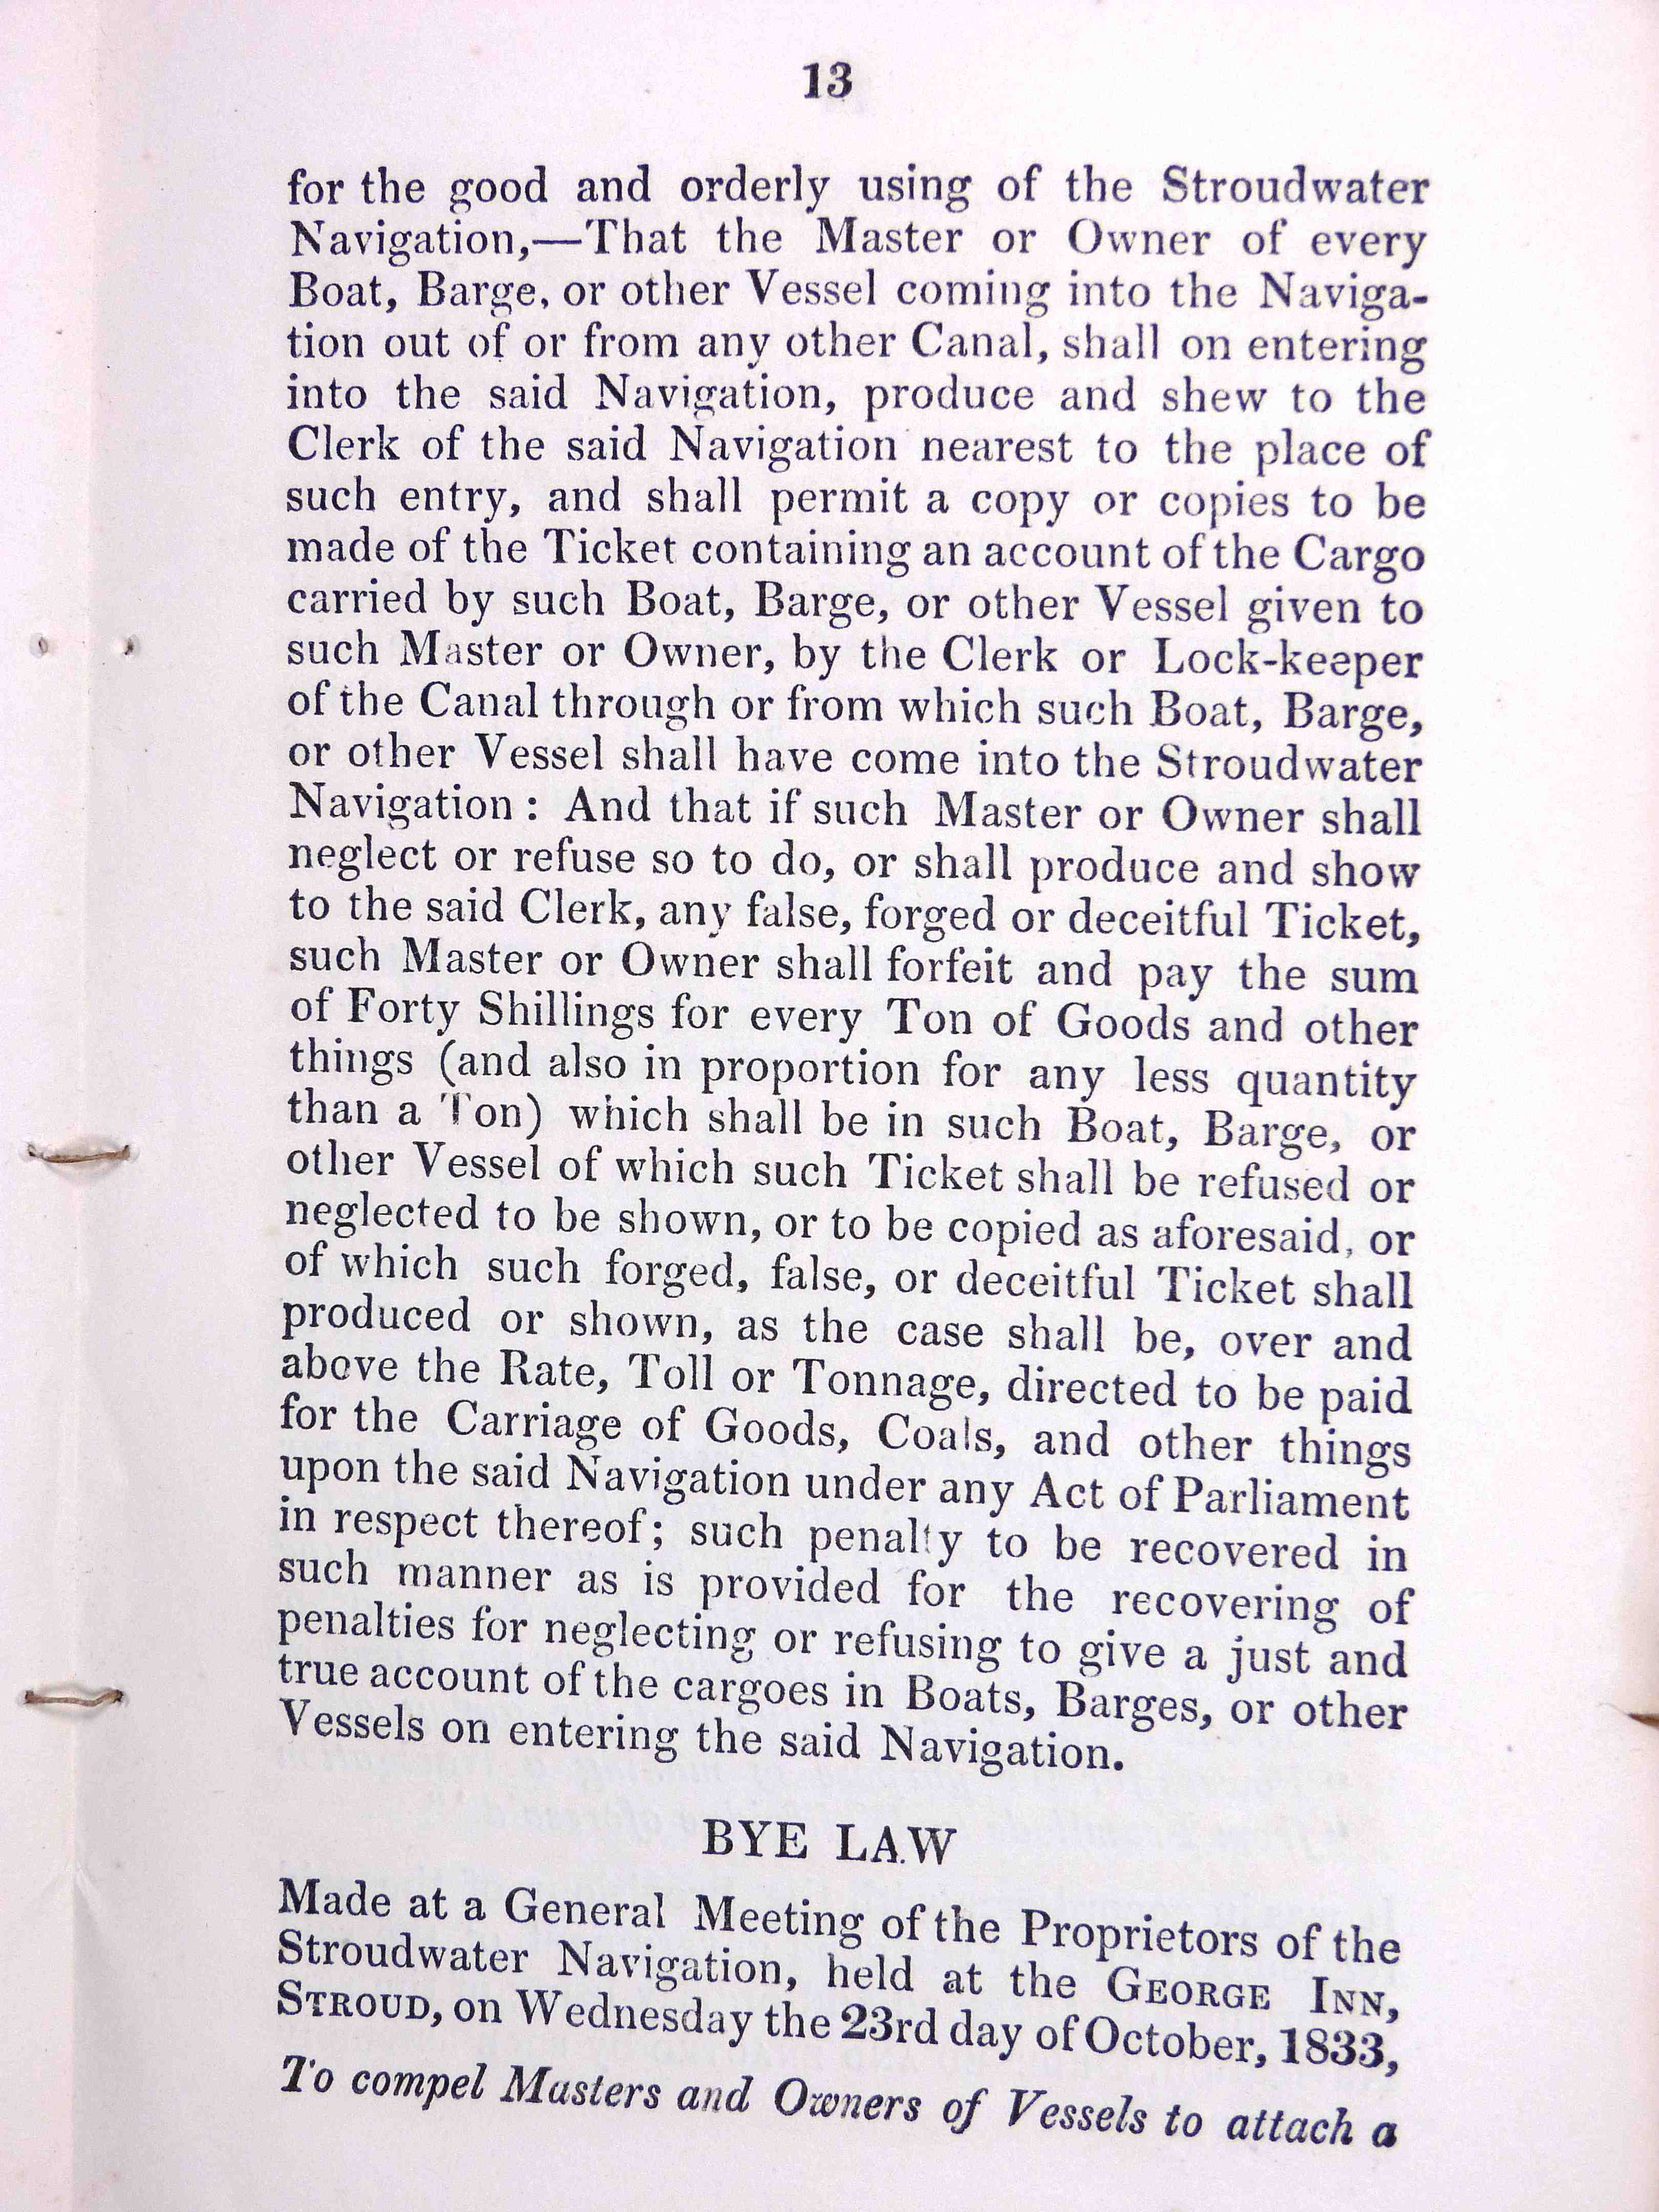 13
for the good and orderly using of the Stroudwater
Navigation,—That the Master or Owner of every
Boat, Barge, or other Vessel coming into the Naviga-
tion out of or from any other Canal, shall on entering
into the said Navigation, produce and shew to the
Clerk of the said Navigation nearest to the place of
such entry, and shall permit a copy or copies to be
made of the Ticket containing an account of the Cargo
carried by such Boat, Barge, or other Vessel given to
such Master or Owner, by the Clerk or Lock-keeper
of the Canal through or from which such Boat, Barge,
or other Vessel shall have come into the Stroudwater
Navigation : And that if such Master or Owner shall
neglect or refuse so to do, or shall produce and show
to the said Clerk, any false, forged or deceitful Ticket,
such Master or Owner shall forfeit and pay the sum
of Forty Shillings for every Ton of Goods and other
things (and also in proportion for any less quantity
than a Ton) which shall be in such Boat, Barge, or
other Vessel of which such Ticket shall be refused or
neglected to be shown, or to be copied as aforesaid, or
of which such forged, false, or deceitful Ticket shall
produced or shown, as the case shall be, over and
above the Rate, Toll or Tonnage, directed to be paid
for the Carriage of Goods, Coals, and other things
upon the said Navigation under any Act of Parliament
in respect thereof; such penalty to be recovered in
such manner as is provided for the recovering of
penalties for neglecting or refusing to give a just and
true account of the cargoes in Boats, Barges, or other
Vessels on entering the said Navigation.
BYE LAW
Made at a General Meeting of the Proprietors of the
Stroudwater Navigation, held at the GEORGE INN,
STROUD, on Wednesday the 23rd day of October, 1833,
To compel Masters and Owners of Vessels to attach a